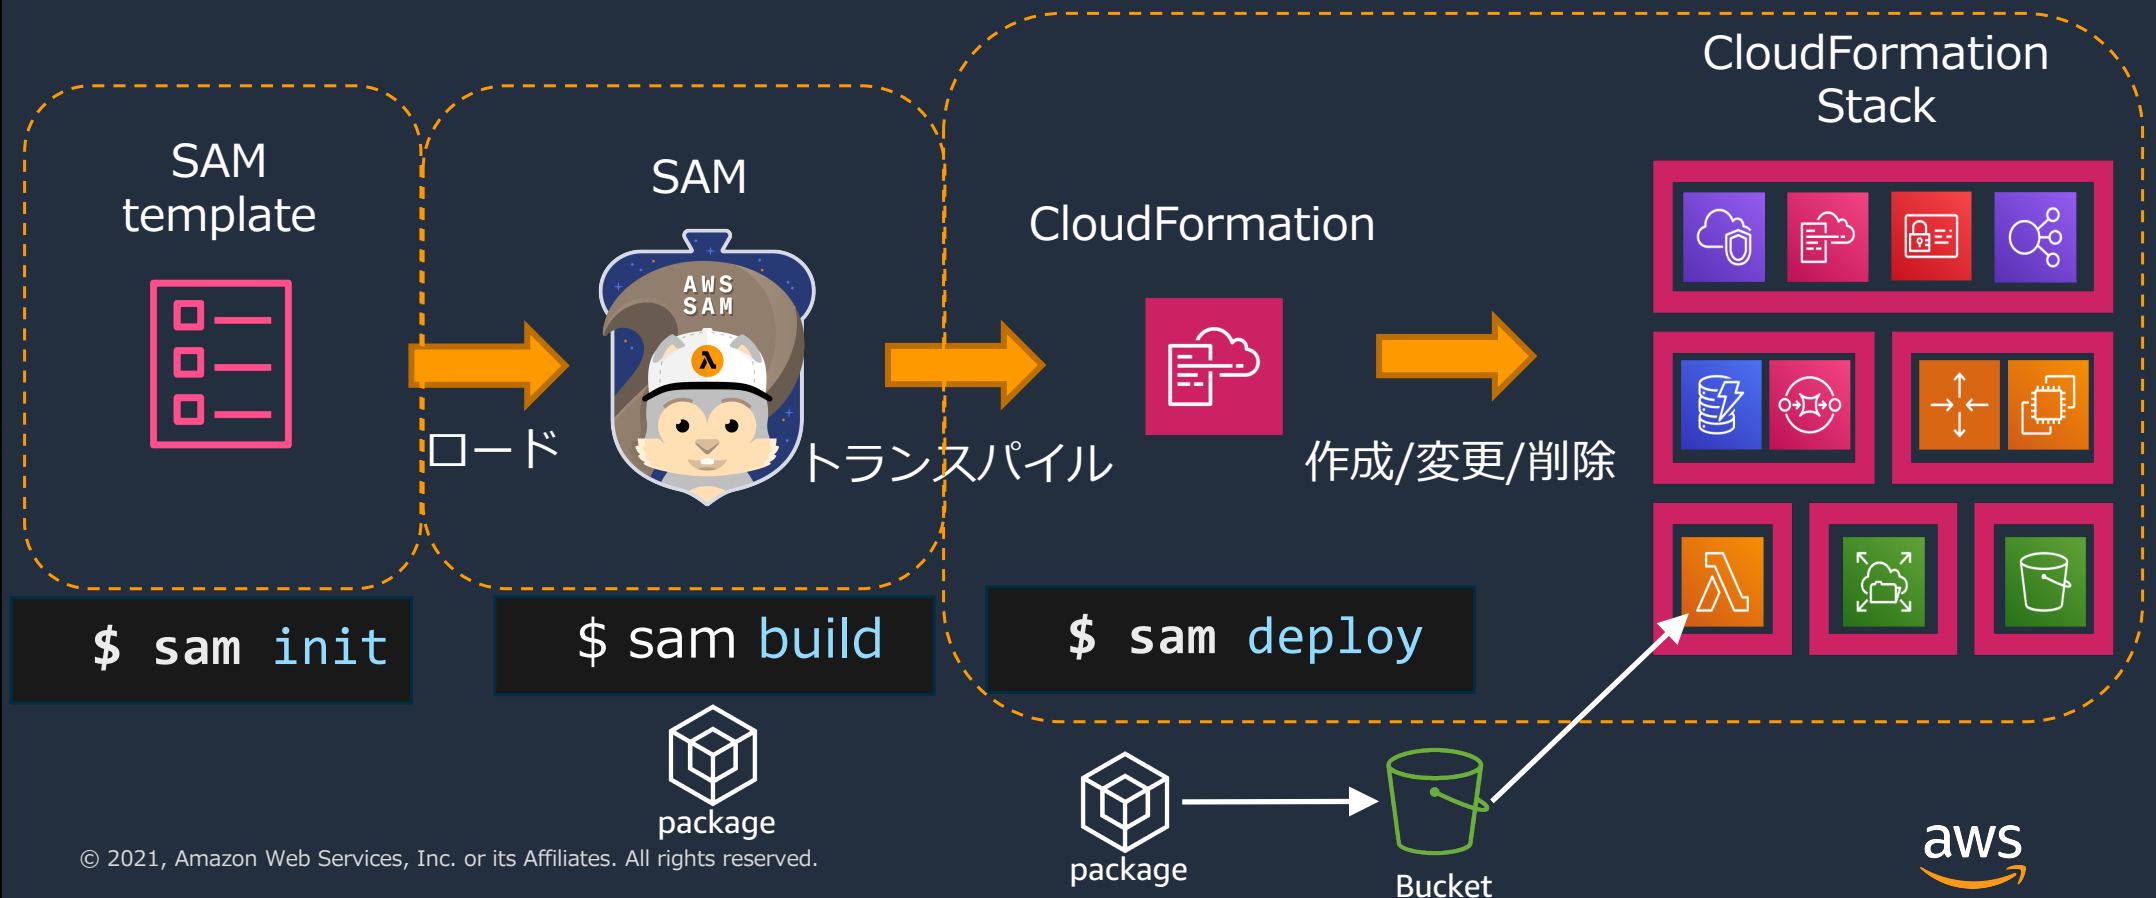 SAM
template
ロード
$ sam init
SAM
AWS
SAM
トランスパイル
$ sam build
package
CloudFormation
作成/変更/削除
$ sam deploy
CloudFormation
Stack
package
Bucket
© 2021, Amazon Web Services, Inc. or its Affiliates. All rights reserved.
aws